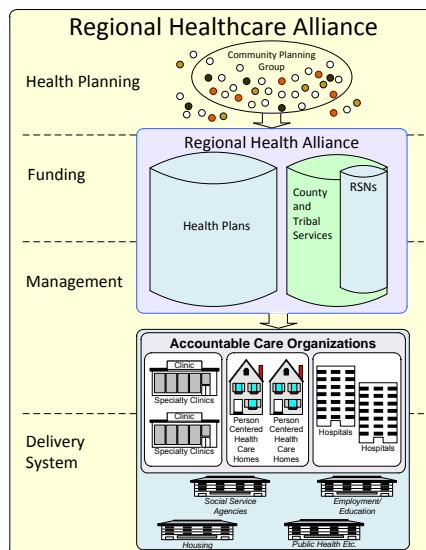 Regional Healthcare Alliance
Health Planning
Community Planning
Group
Regional Health Alliance
Funding
Health Plans
County
and
Tribal
Services
RSNs
Management
Accountable Care Organizations
Clinic
Specialty Clinics
Clinic
Specialty Clinics
Person
Centered
Health
Care
Homes
Person
Centered
Health
Care
Homes
Hospitals
Hospitals
Delivery
System
Social Service
Agencies
Employment/
Education
Housing
Public Health Etc.